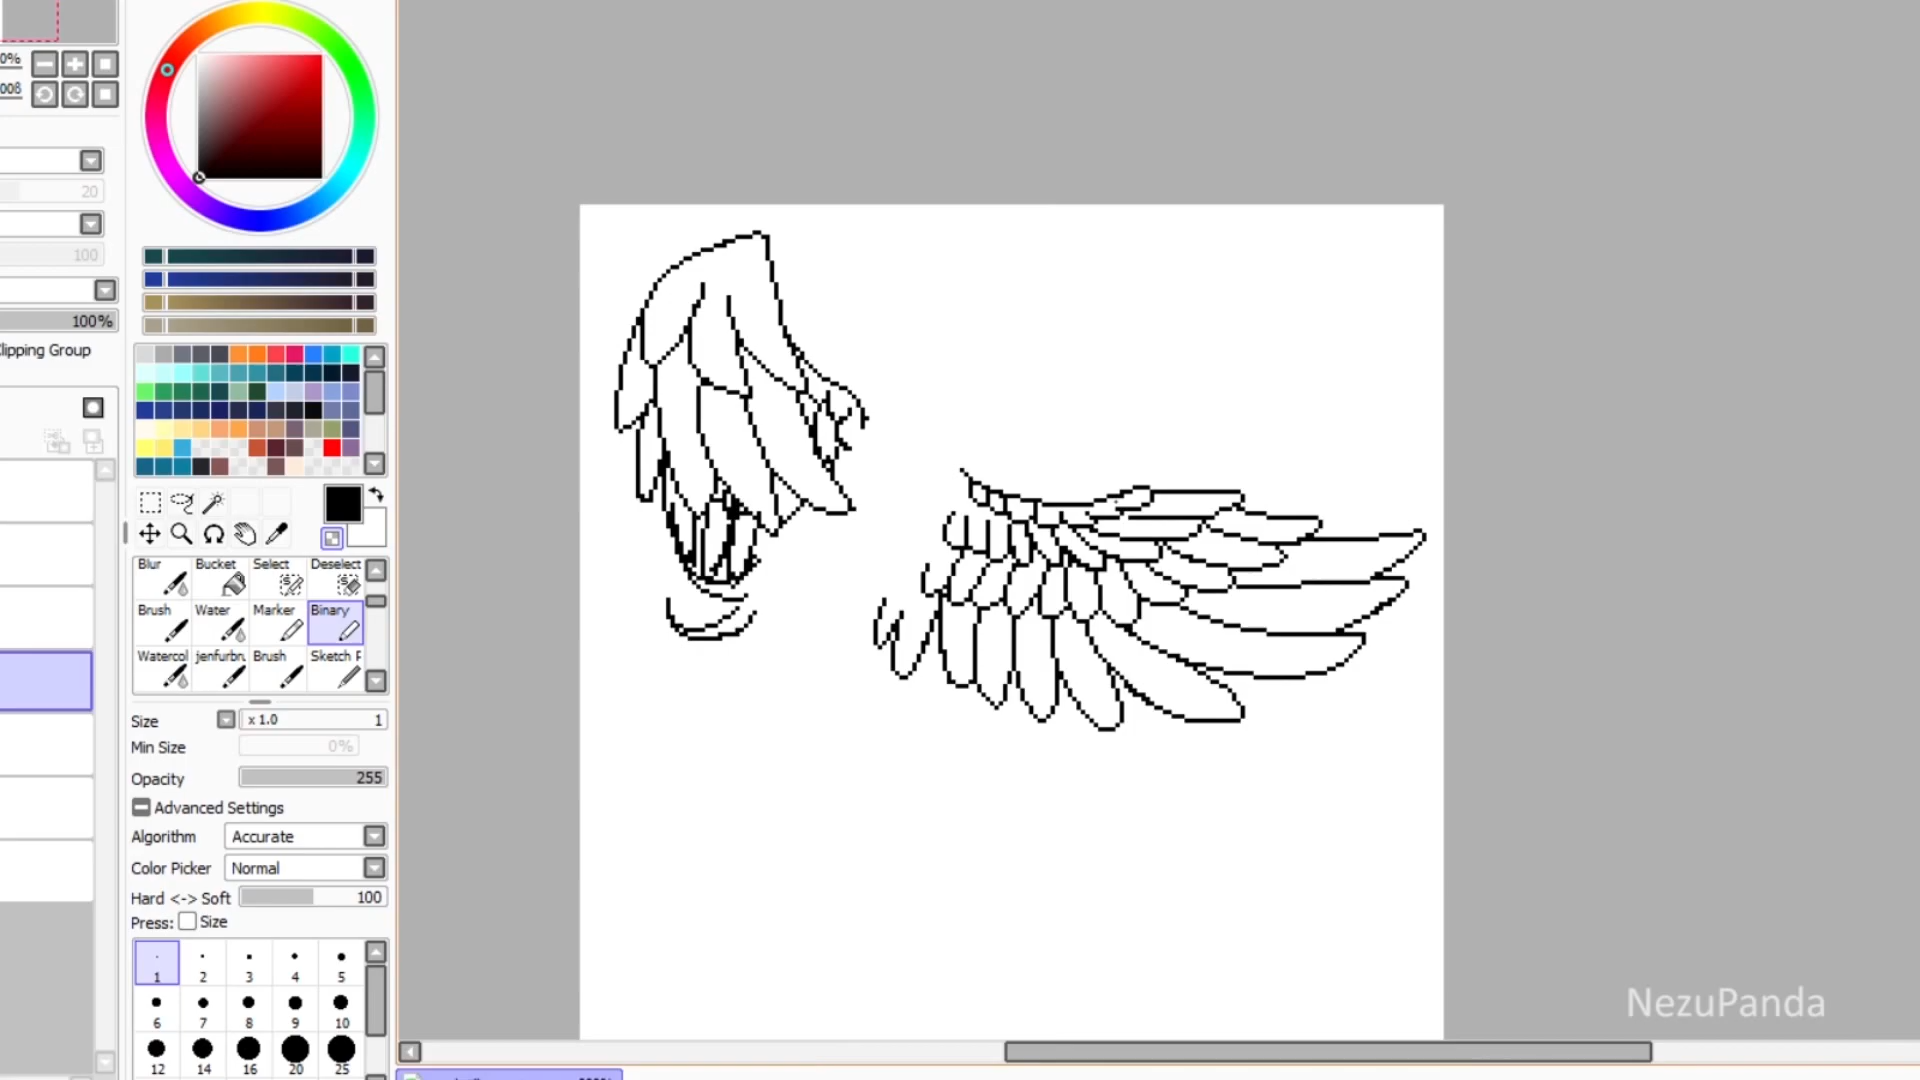 0%
008
20
100
100%
Clipping Group
Blur Bucket Select Deselect
Brush Water Marker Binary
Watercol jenfurbru Brush Sketch P
Size x 1.0 1
Min Size 0%
Opacity 255
Advanced Settings
Algorithm Accurate
Color Picker Normal
Hard <-> Soft 100
Press: Size
1 2 3 4 5
6 7 8 9 10
12 14 16 20 25
NezuPanda